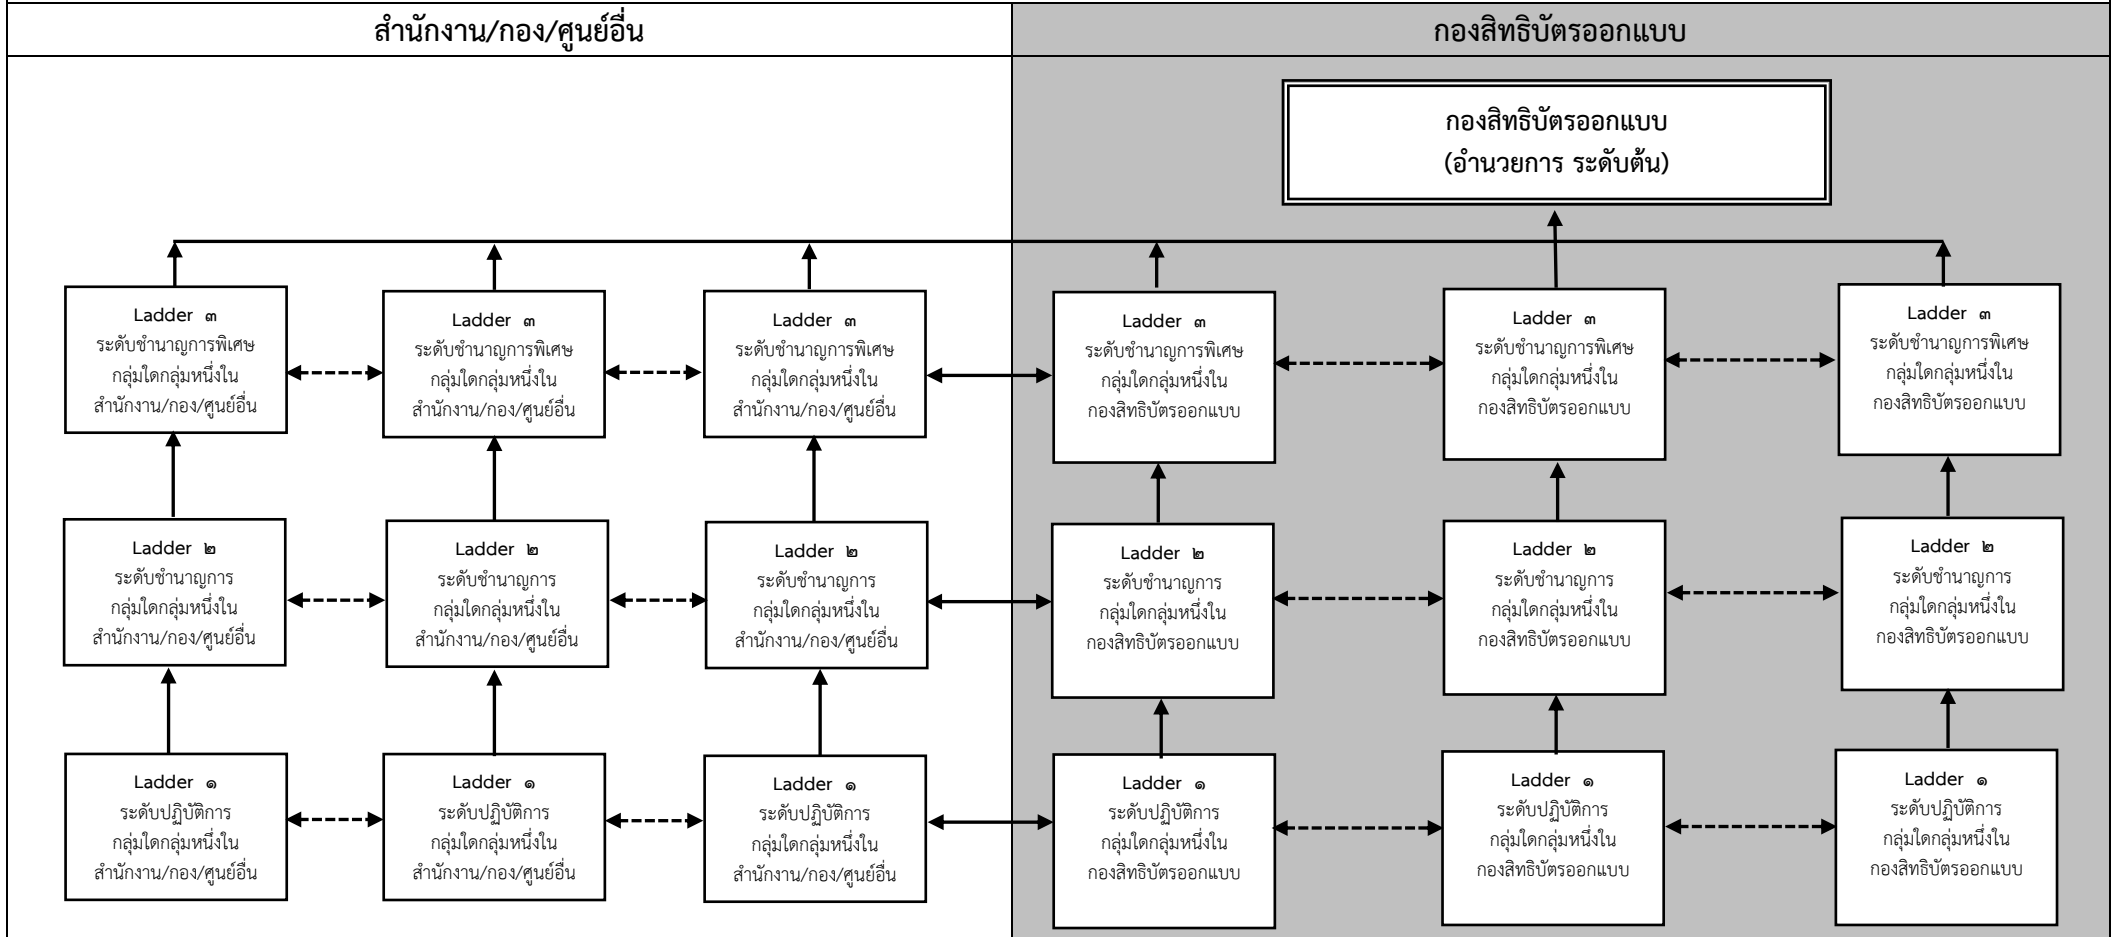 สำนักงาน/กอง/ศูนย์อื่น
กองสิทธิบัตรออกแบบ
กองสิทธิบัตรออกแบบ
(อำนวยการ ระดับต้น)
Ladder ๓
ระดับชำนาญการพิเศษ
กลุ่มใดกลุ่มหนึ่งใน
สำนักงาน/กอง/ศูนย์อื่น
Ladder ๓
ระดับชำนาญการพิเศษ
กลุ่มใดกลุ่มหนึ่งใน
สำนักงาน/กอง/ศูนย์อื่น
Ladder ๓
ระดับชำนาญการพิเศษ
กลุ่มใดกลุ่มหนึ่งใน
สำนักงาน/กอง/ศูนย์อื่น
Ladder ๓
ระดับชำนาญการพิเศษ
กลุ่มใดกลุ่มหนึ่งใน
กองสิทธิบัตรออกแบบ
Ladder ๓
ระดับชำนาญการพิเศษ
กลุ่มใดกลุ่มหนึ่งใน
กองสิทธิบัตรออกแบบ
Ladder ๓
ระดับชำนาญการพิเศษ
กลุ่มใดกลุ่มหนึ่งใน
กองสิทธิบัตรออกแบบ
Ladder ๒
ระดับชำนาญการ
กลุ่มใดกลุ่มหนึ่งใน
สำนักงาน/กอง/ศูนย์อื่น
Ladder ๒
ระดับชำนาญการ
กลุ่มใดกลุ่มหนึ่งใน
สำนักงาน/กอง/ศูนย์อื่น
Ladder ๒
ระดับชำนาญการ
กลุ่มใดกลุ่มหนึ่งใน
สำนักงาน/กอง/ศูนย์อื่น
Ladder ๒
ระดับชำนาญการ
กลุ่มใดกลุ่มหนึ่งใน
กองสิทธิบัตรออกแบบ
Ladder ๒
ระดับชำนาญการ
กลุ่มใดกลุ่มหนึ่งใน
กองสิทธิบัตรออกแบบ
Ladder ๒
ระดับชำนาญการ
กลุ่มใดกลุ่มหนึ่งใน
กองสิทธิบัตรออกแบบ
Ladder ๑
ระดับปฏิบัติการ
กลุ่มใดกลุ่มหนึ่งใน
สำนักงาน/กอง/ศูนย์อื่น
Ladder ๑
ระดับปฏิบัติการ
กลุ่มใดกลุ่มหนึ่งใน
สำนักงาน/กอง/ศูนย์อื่น
Ladder ๑
ระดับปฏิบัติการ
กลุ่มใดกลุ่มหนึ่งใน
สำนักงาน/กอง/ศูนย์อื่น
Ladder ๑
ระดับปฏิบัติการ
กลุ่มใดกลุ่มหนึ่งใน
กองสิทธิบัตรออกแบบ
Ladder ๑
ระดับปฏิบัติการ
กลุ่มใดกลุ่มหนึ่งใน
กองสิทธิบัตรออกแบบ
Ladder ๑
ระดับปฏิบัติการ
กลุ่มใดกลุ่มหนึ่งใน
กองสิทธิบัตรออกแบบ